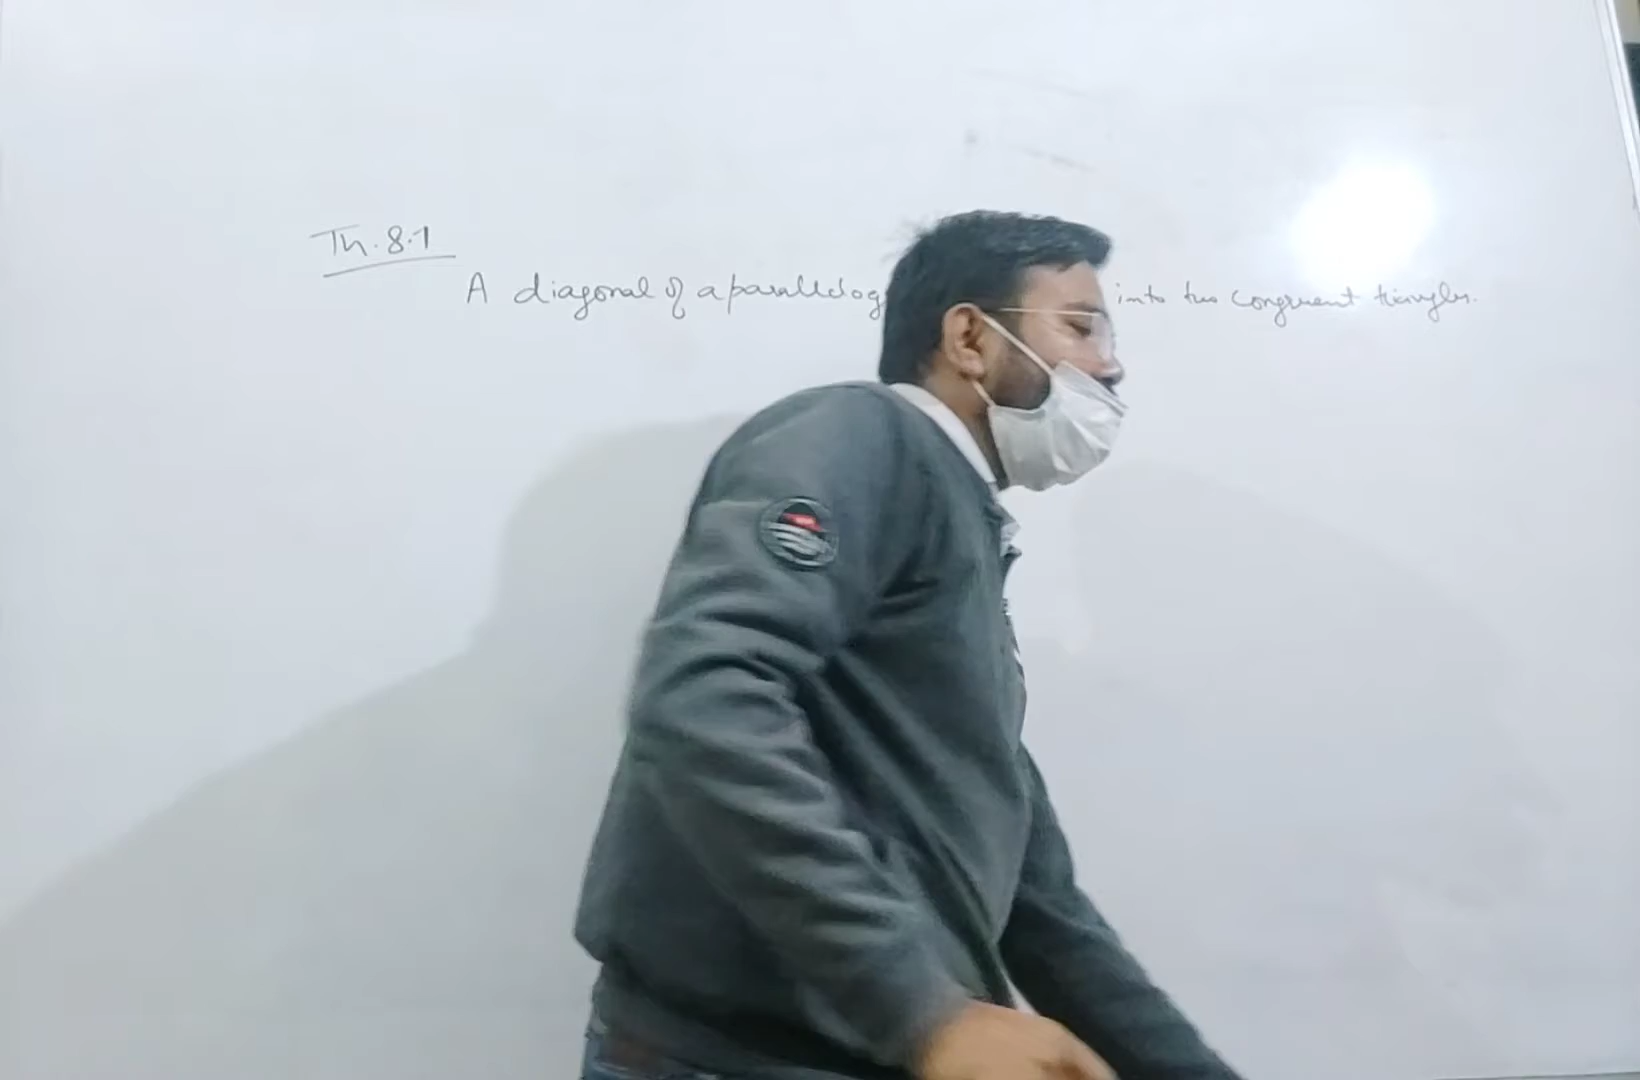 Th. 8.1
A diagonal of a parallelog into two congruent triangles.